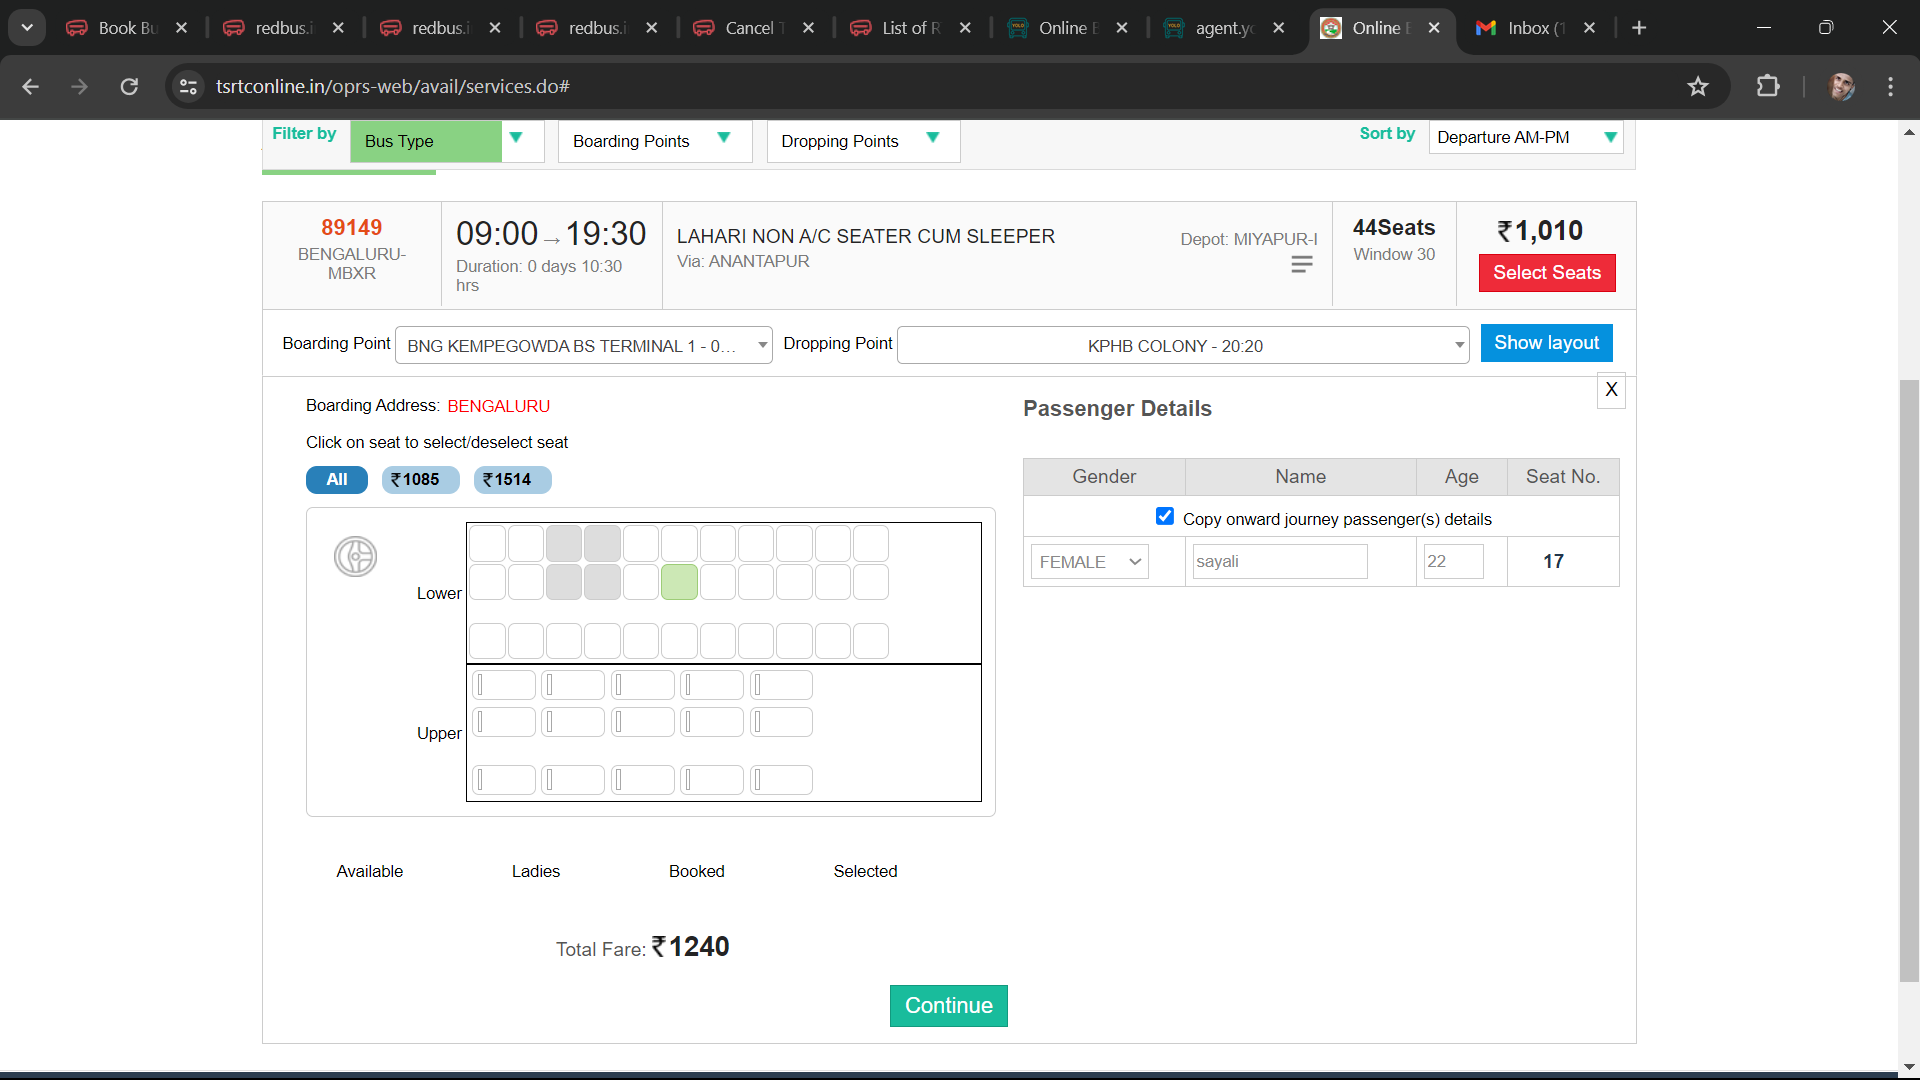 Book Bu
redbus.i
redbus.i
redbus.i
Cancel T
List of R
Online E
agent.yo
Online E
Inbox (1
tsrtconline.in/oprs-web/avail/services.do#
Filter by
Bus Type
Boarding Points
Dropping Points
Sort by
Departure AM-PM
89149
BENGALURU-
MBXR
09:00→19:30
Duration: 0 days 10:30
hrs
LAHARI NON A/C SEATER CUM SLEEPER
Via: ANANTAPUR
Depot: MIYAPUR-I
44Seats
Window 30
₹1,010
Select Seats
Boarding Point
BNG KEMPEGOWDA BS TERMINAL 1 - 0...
Dropping Point
KPHB COLONY - 20:20
Show layout
X
Boarding Address: BENGALURU
Click on seat to select/deselect seat
All
₹1085
₹1514
Lower
Upper
Available
Ladies
Booked
Selected
Total Fare: ₹1240
Passenger Details
Gender Name Age Seat No.
Copy onward journey passenger(s) details
FEMALE sayali 22 17
Continue